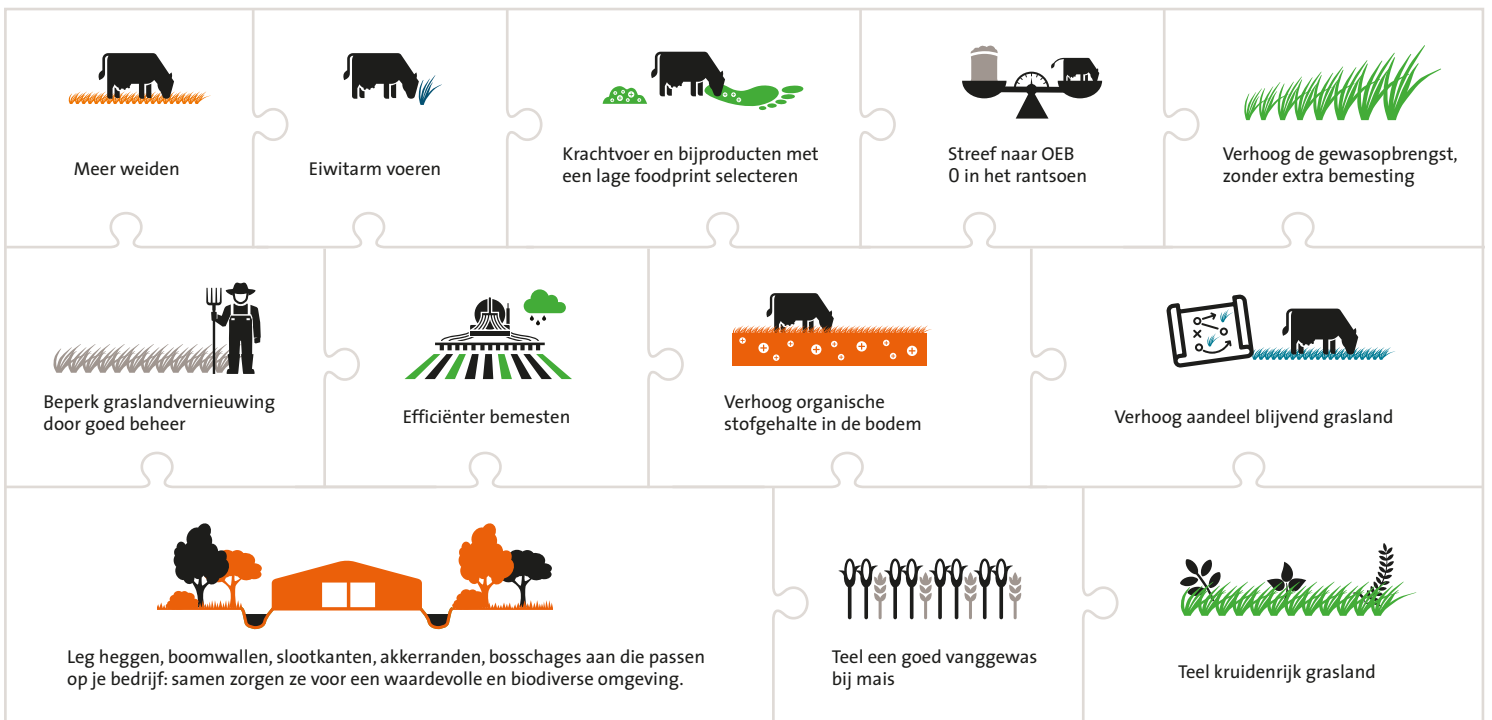 Meer weiden
Eiwitarm voeren
Krachtvoer en bijproducten met
een lage foodprint selecteren
Streef naar OEB
0 in het rantsoen
Verhoog de gewasopbrengst,
zonder extra bemesting
Beperk graslandvernieuwing
door goed beheer
Efficiënter bemesten
Verhoog organische
stofgehalte in de bodem
Verhoog aandeel blijvend grasland
Leg heggen, boomwallen, slootkanten, akkerranden, bosschages aan die passen
op je bedrijf: samen zorgen ze voor een waardevolle en biodiverse omgeving.
Teel een goed vanggewas
bij mais
Teel kruidenrijk grasland